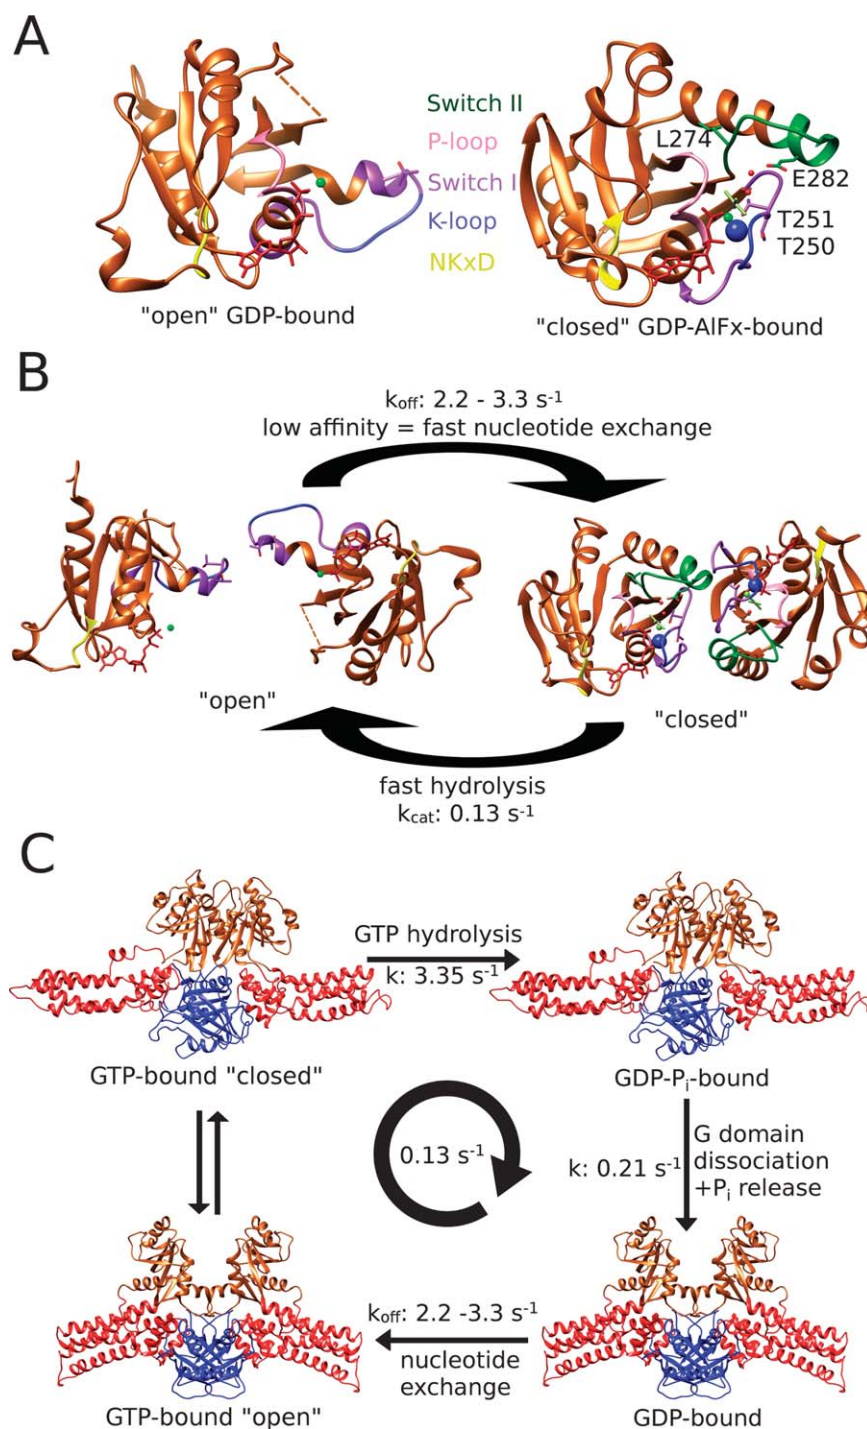 A
Switch II
P-loop
Switch I
K-loop
NKxD
L274
E282
T251
T250
"open" GDP-bound
"closed" GDP-AlFx-bound
B
koff: 2.2 - 3.3 s-1
low affinity = fast nucleotide exchange
"open"
"closed"
fast hydrolysis
kcat: 0.13 s-1
C
GTP hydrolysis
k: 3.35 s-1
GTP-bound "closed"
GDP-Pi-bound
0.13 s-1
k: 0.21 s-1
G domain
dissociation
+Pi release
koff: 2.2 -3.3 s-1
nucleotide
exchange
GTP-bound "open"
GDP-bound